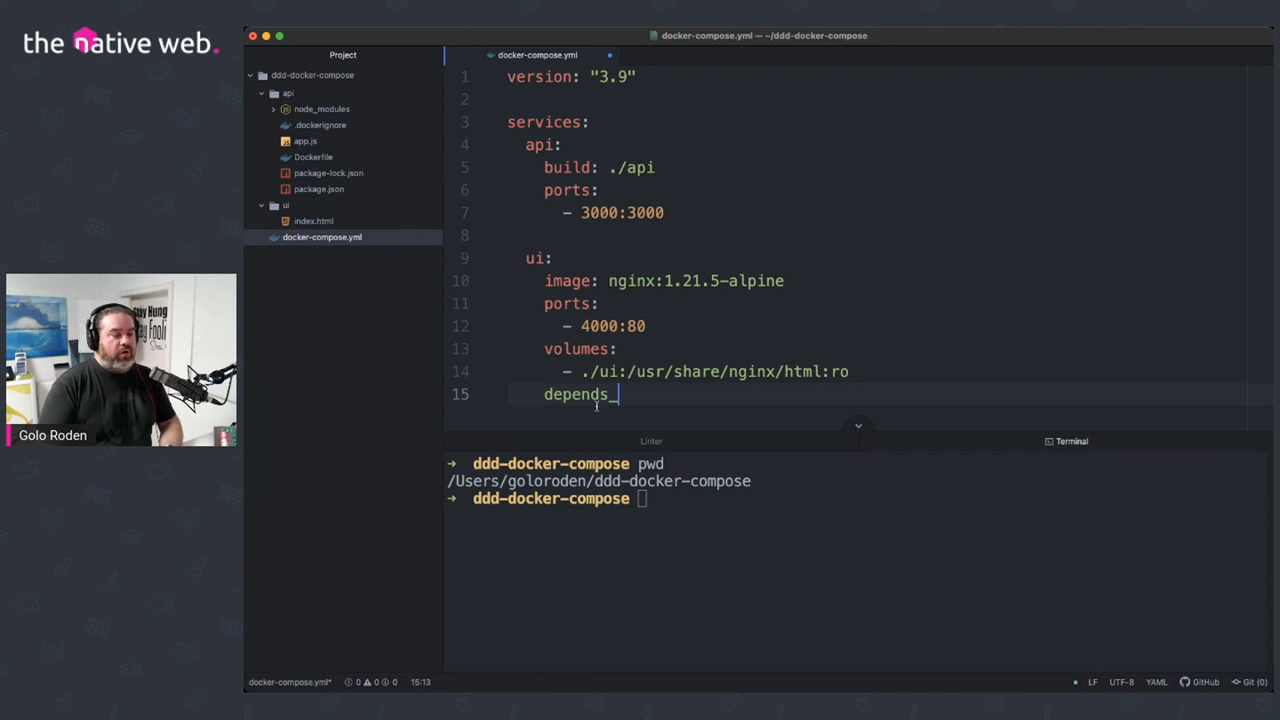 the native web.
docker-compose.yml — ~/ddd-docker-compose
Project
docker-compose.yml
ddd-docker-compose
api
node_modules
.dockerignore
app.js
Dockerfile
package-lock.json
package.json
ui
index.html
docker-compose.yml
1 version: "3.9"
2
3 services:
4 api:
5 build: ./api
6 ports:
7 - 3000:3000
8
9 ui:
10 image: nginx:1.21.5-alpine
11 ports:
12 - 4000:80
13 volumes:
14 - ./ui:/usr/share/nginx/html:ro
15 depends_
Stay Hung
ay Fooli
Golo Roden
Linter
Terminal
→ ddd-docker-compose pwd
/Users/goloroden/ddd-docker-compose
→ ddd-docker-compose
docker-compose.yml* 0 0 0 15:13 LF UTF-8 YAML GitHub Git (0)